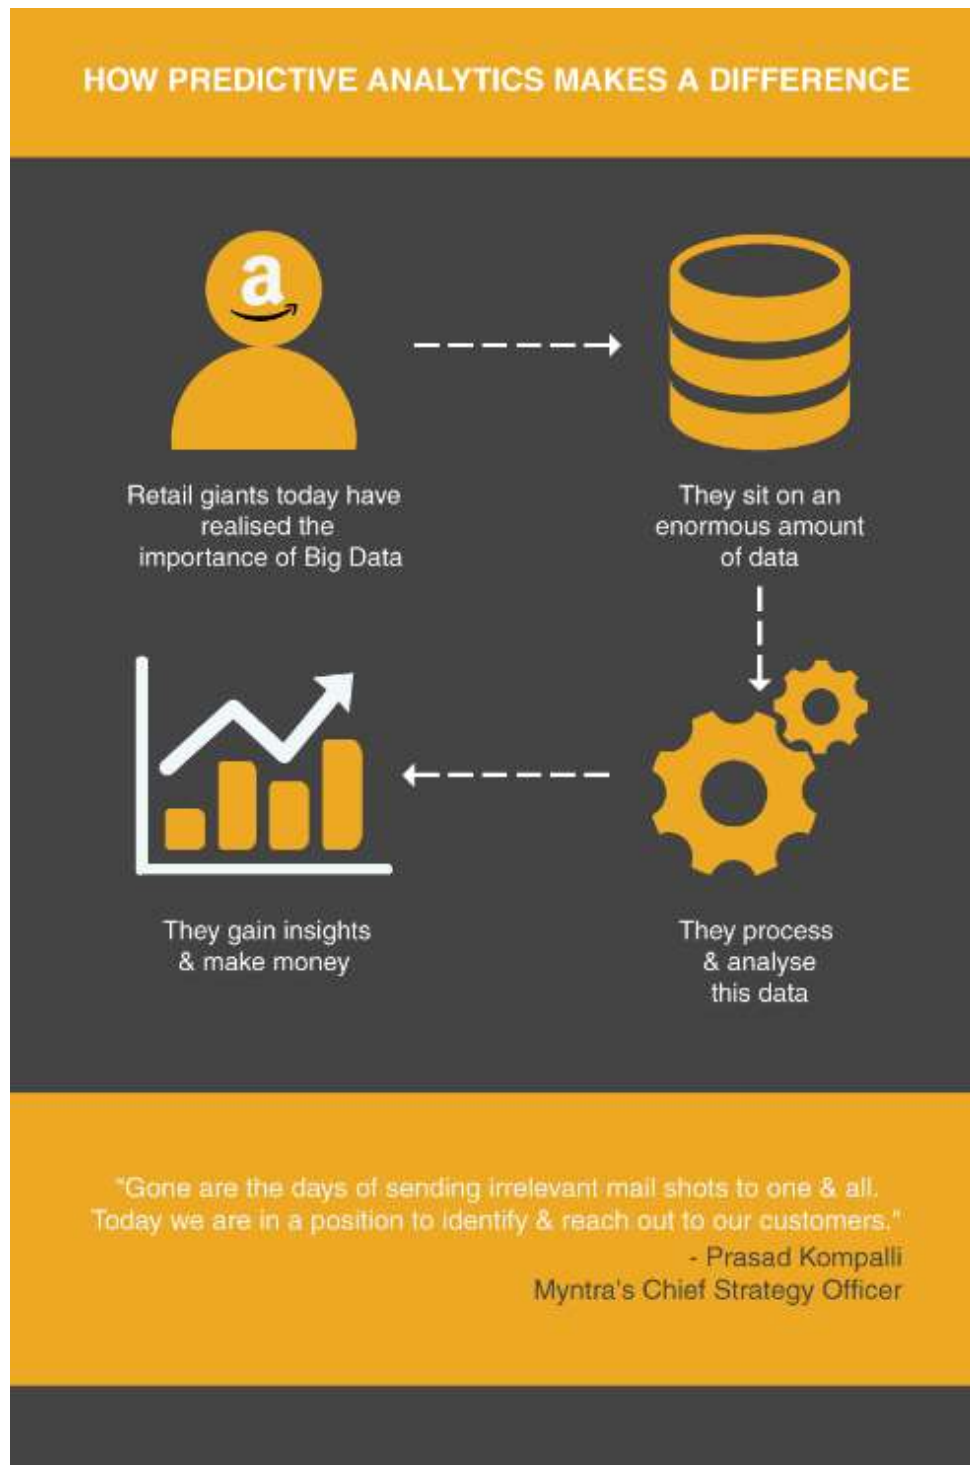 HOW PREDICTIVE ANALYTICS MAKES A DIFFERENCE
a
Retail giants today have
realised the
importance of Big Data
They sit on an
enormous amount
of data
They process
& analyse
this data
They gain insights
& make money
"Gone are the days of sending irrelevant mail shots to one & all.
Today we are in a position to identify & reach out to our customers."
- Prasad Kompalli
Myntra's Chief Strategy Officer